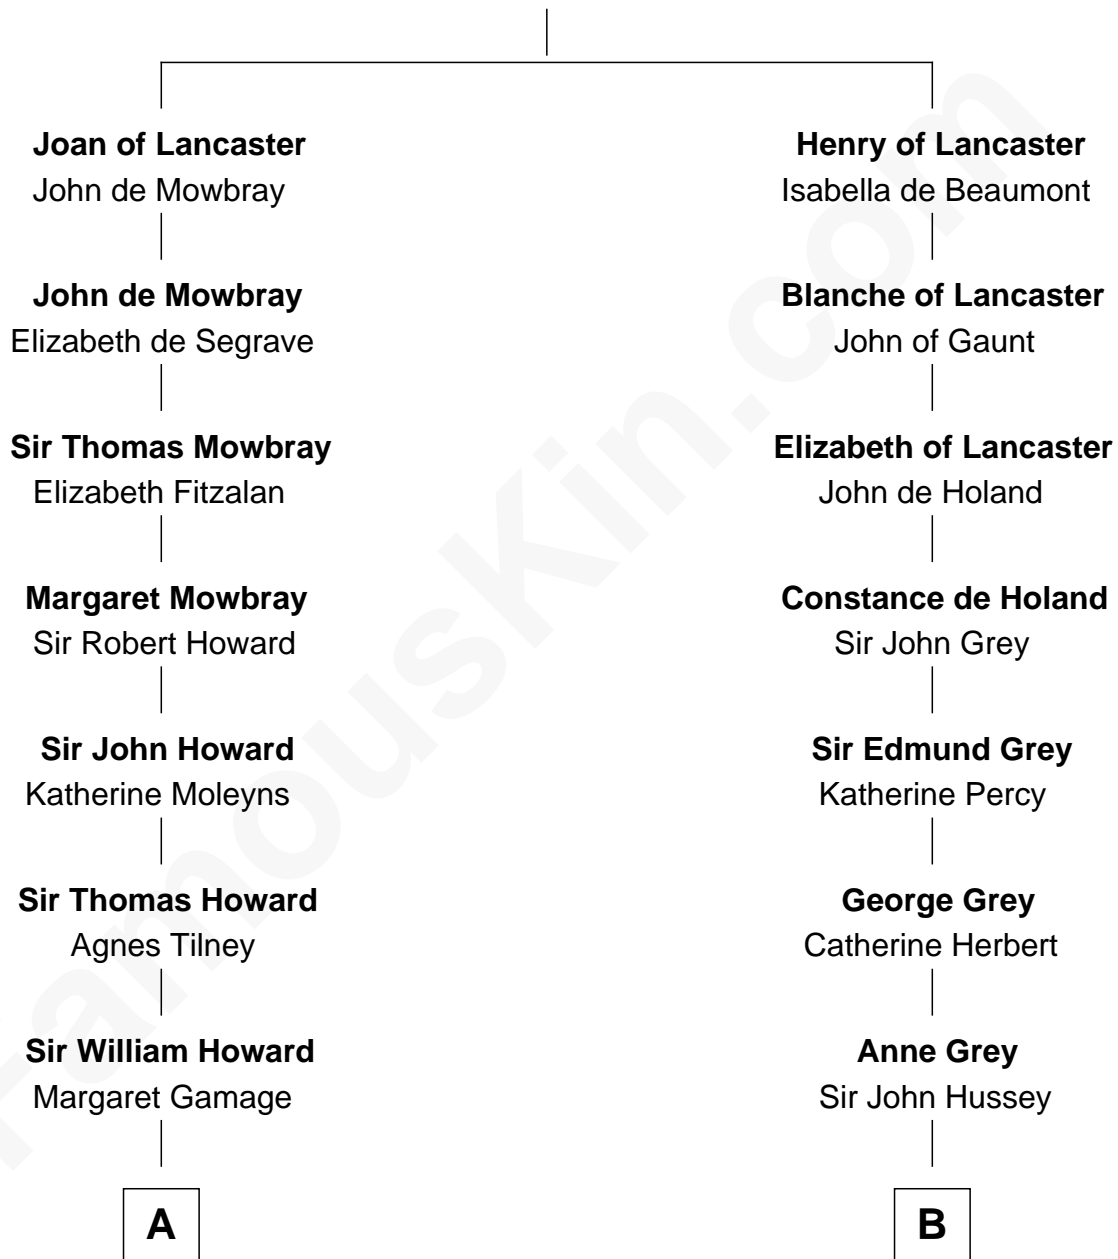 Joan of Lancaster
John de Mowbray
Henry of Lancaster
Isabella de Beaumont
John de Mowbray
Elizabeth de Segrave
Blanche of Lancaster
John of Gaunt
Sir Thomas Mowbray
Elizabeth Fitzalan
Elizabeth of Lancaster
John de Holand
Margaret Mowbray
Sir Robert Howard
Constance de Holand
Sir John Grey
Sir John Howard
Katherine Moleyns
Sir Edmund Grey
Katherine Percy
Sir Thomas Howard
Agnes Tilney
George Grey
Catherine Herbert
Sir William Howard
Margaret Gamage
Anne Grey
Sir John Hussey
A
B
FamousKin.com